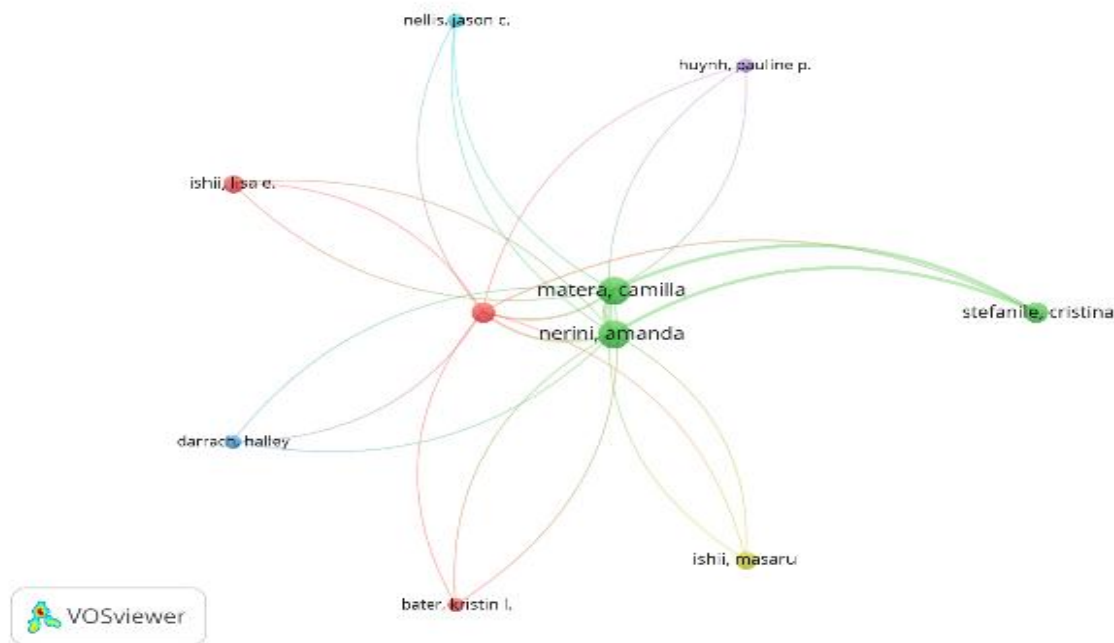 nellis, jason c.
huynh, pauline p.
ishii, lisa e.
matera, camilla
stefanile, cristina
nerini, amanda
darrach, halley
ishii, masaru
bater, kristin l.
VOSviewer